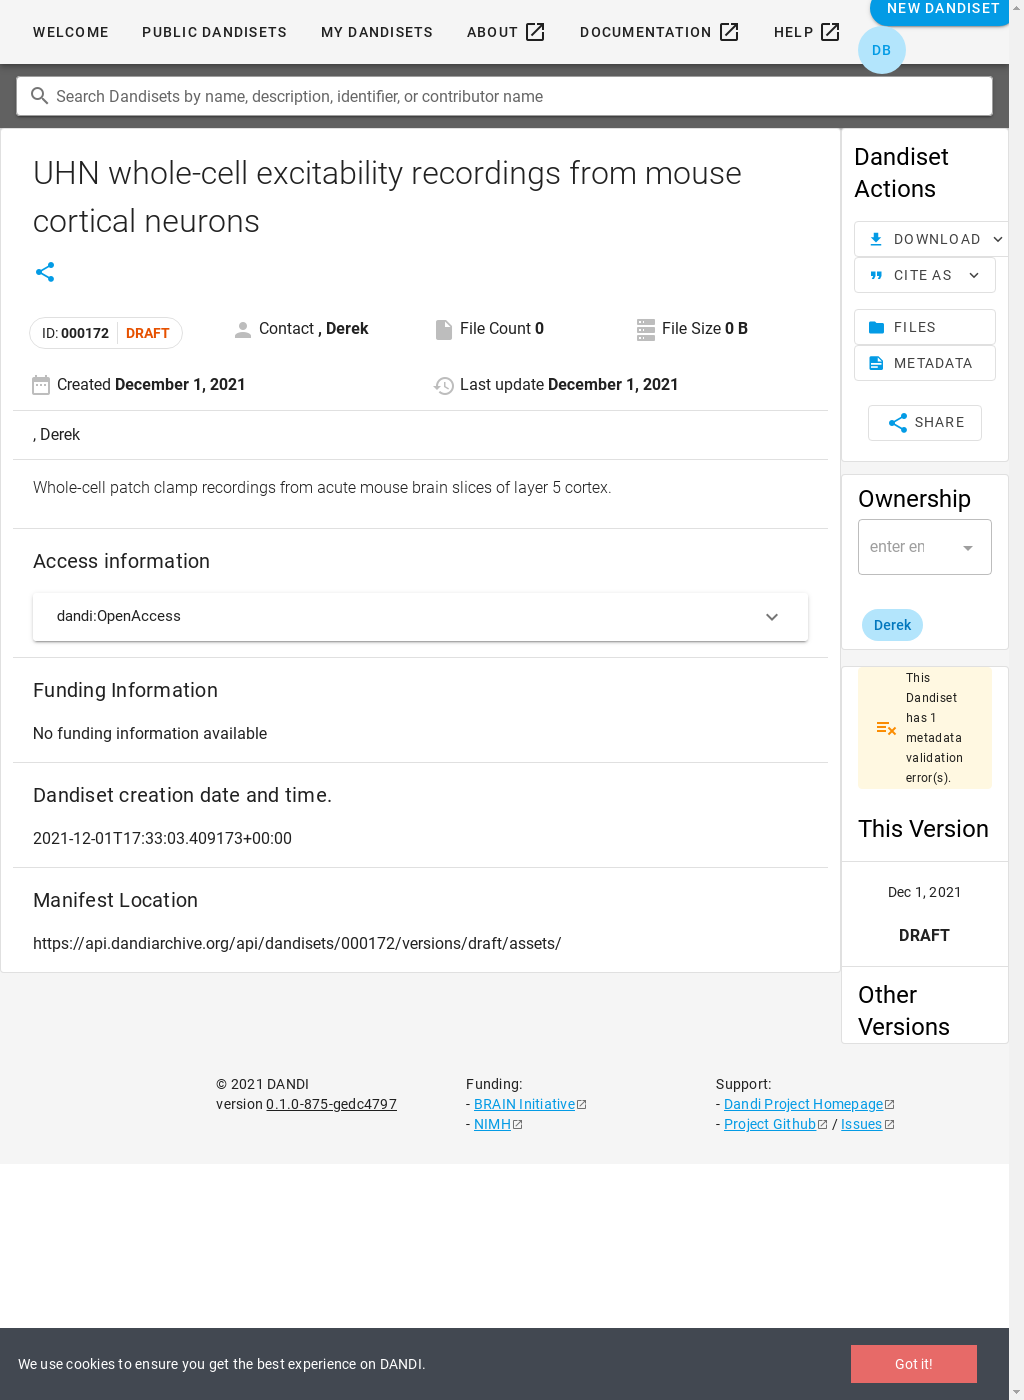 WELCOME PUBLIC DANDISETS MY DANDISETS ABOUT DOCUMENTATION HELP NEW DANDISET
DB
Search Dandisets by name, description, identifier, or contributor name
UHN whole-cell excitability recordings from mouse
cortical neurons
ID: 000172 DRAFT
Contact , Derek
File Count 0
File Size 0 B
Created December 1, 2021
Last update December 1, 2021
, Derek
Whole-cell patch clamp recordings from acute mouse brain slices of layer 5 cortex.
Access information
dandi:OpenAccess
Funding Information
No funding information available
Dandiset creation date and time.
2021-12-01T17:33:03.409173+00:00
Manifest Location
https://api.dandiarchive.org/api/dandisets/000172/versions/draft/assets/
Dandiset
Actions
DOWNLOAD
CITE AS
FILES
METADATA
SHARE
Ownership
enter en
Derek
This
Dandiset
has 1
metadata
validation
error(s).
This Version
Dec 1, 2021
DRAFT
Other
Versions
© 2021 DANDI
version 0.1.0-875-gedc4797
Funding:
- BRAIN Initiative
- NIMH
Support:
- Dandi Project Homepage
- Project Github / Issues
We use cookies to ensure you get the best experience on DANDI.
Got it!